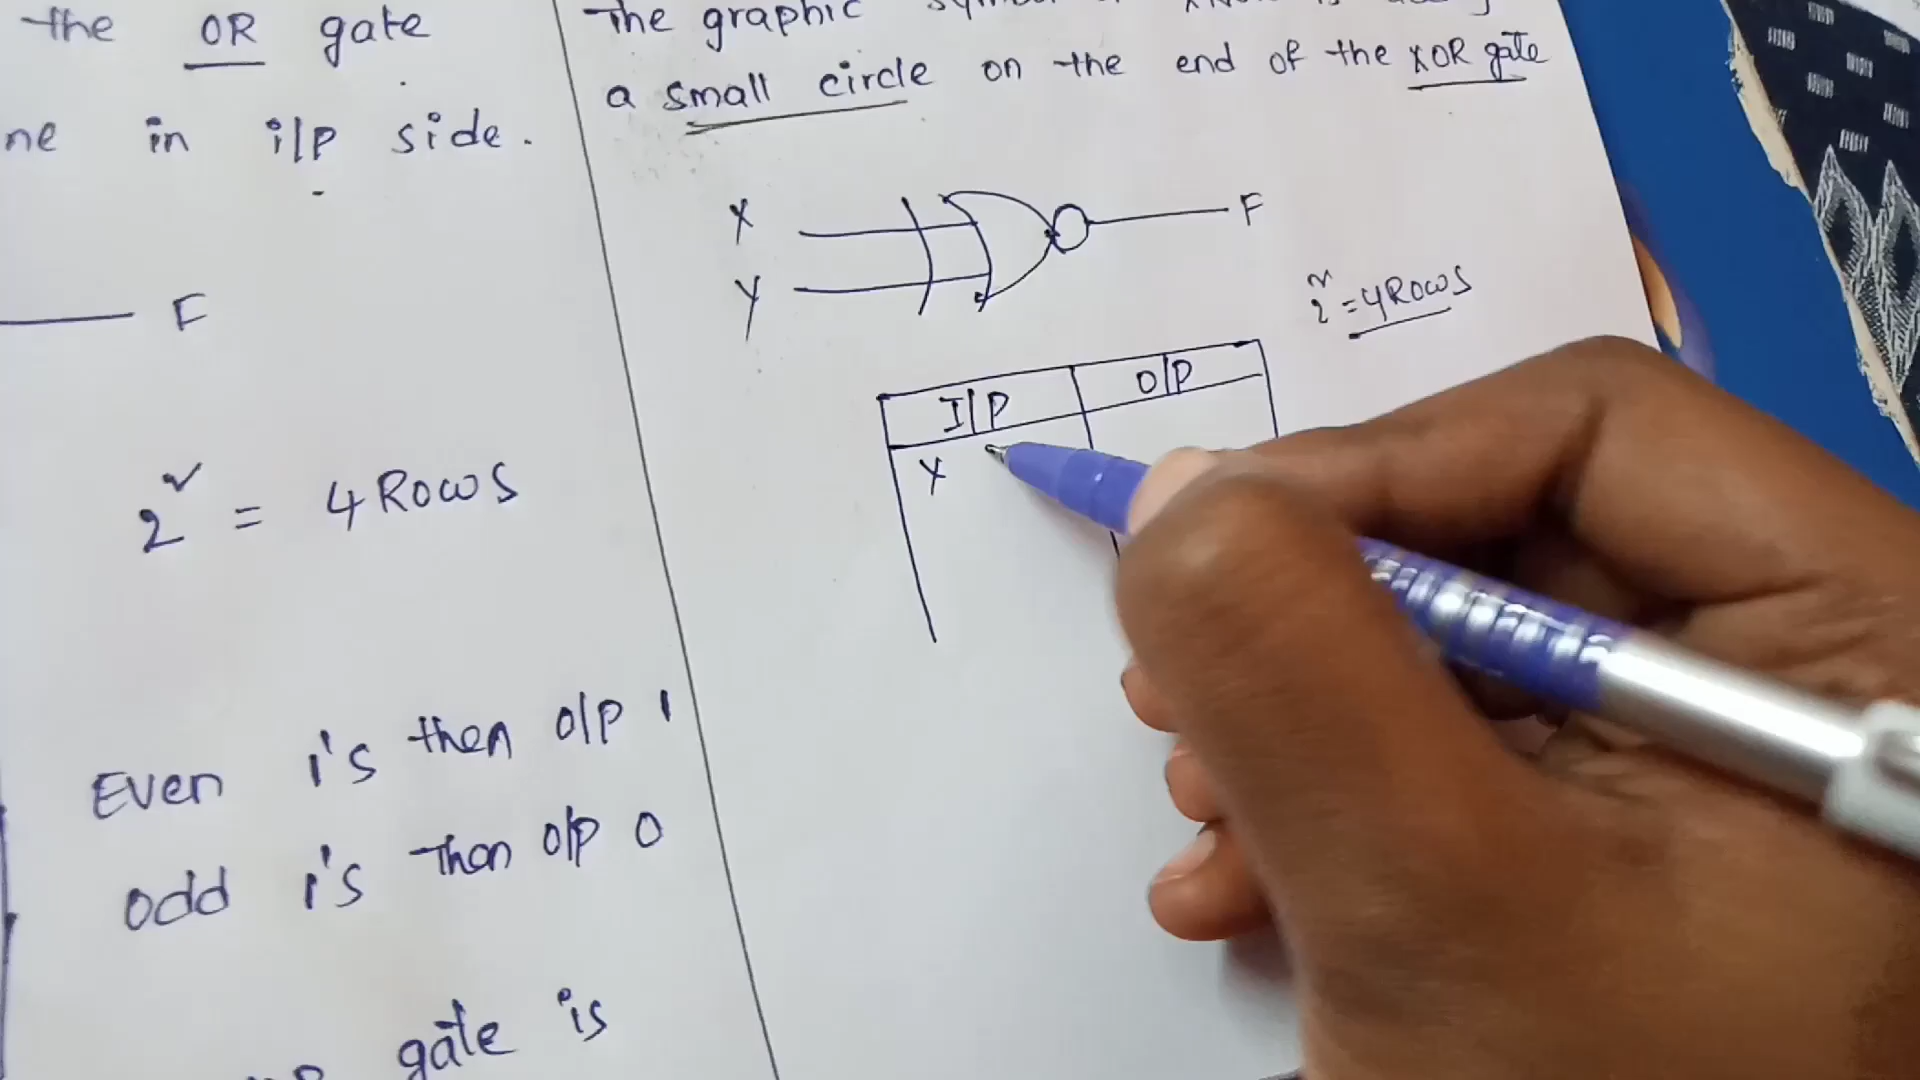 the OR gate
ne in i/p side.
F
2² = 4 Rows
Even 1's then o/p 1
odd 1's then o/p 0
gate is
The graphic
a small circle on the end of the XOR gate
X
Y
F
2² = 4 Rows
I/P O/P
X